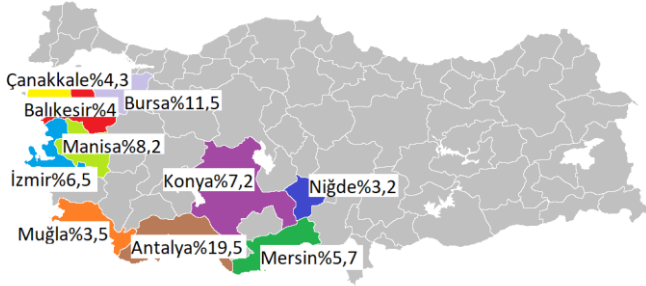 Çanakkale%4,3
Bursa%11,5
Balıkesir%4
Manisa%8,2
İzmir%6,5
Konya%7,2
Niğde%3,2
Muğla%3,5
Antalya%19,5
Mersin%5,7